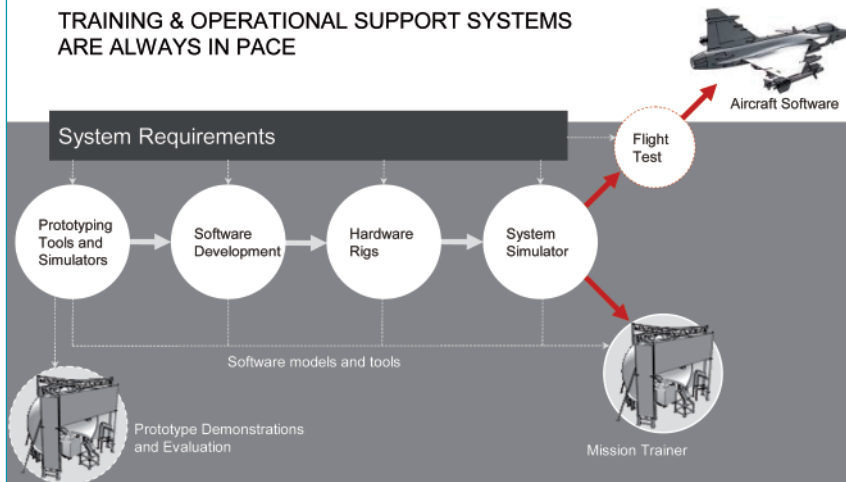 TRAINING & OPERATIONAL SUPPORT SYSTEMS
ARE ALWAYS IN PACE
Aircraft Software
System Requirements
Flight
Test
Prototyping
Tools and
Simulators
Software
Development
Hardware
Rigs
System
Simulator
Software models and tools
Prototype Demonstrations
and Evaluation
Mission Trainer